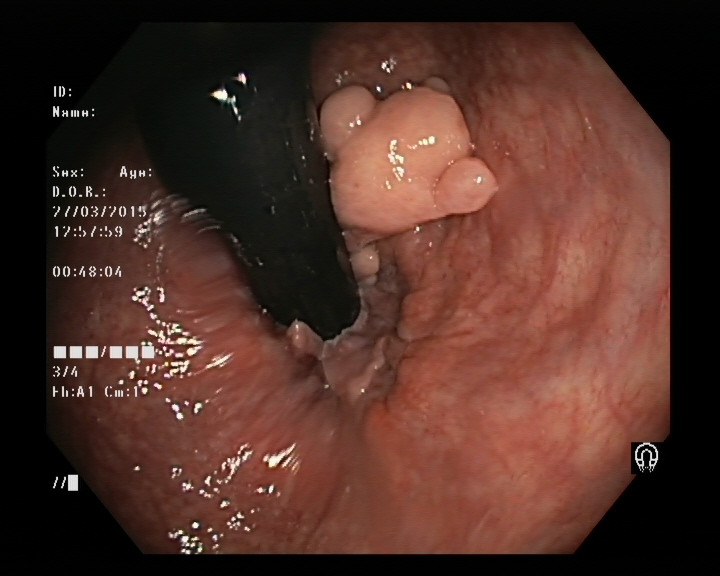 ID:
Name:
Sex: Age:
D.O.B.:
27/03/2015
12:57:59
00:48:04
■■■/■■■
3/4
Eh:A1 Cm:1
//■